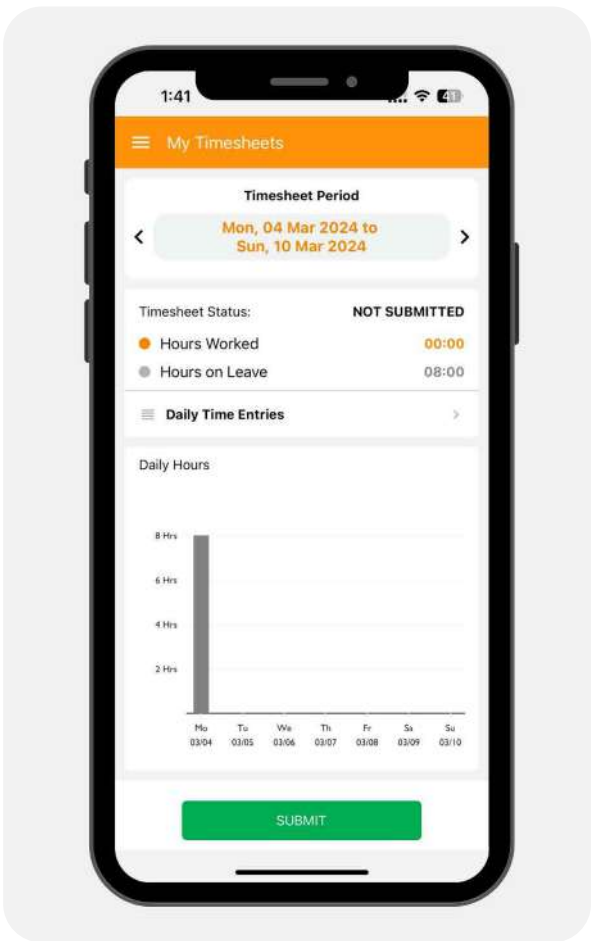 1:41
41
My Timesheets
Timesheet Period
Mon, 04 Mar 2024 to
Sun, 10 Mar 2024
Timesheet Status: NOT SUBMITTED
Hours Worked 00:00
Hours on Leave 08:00
Daily Time Entries
Daily Hours
8 Hrs
6 Hrs
4 Hrs
2 Hrs
Mo Tu We Th Fr Sa Su
03/04 03/05 03/06 03/07 03/08 03/09 03/10
SUBMIT